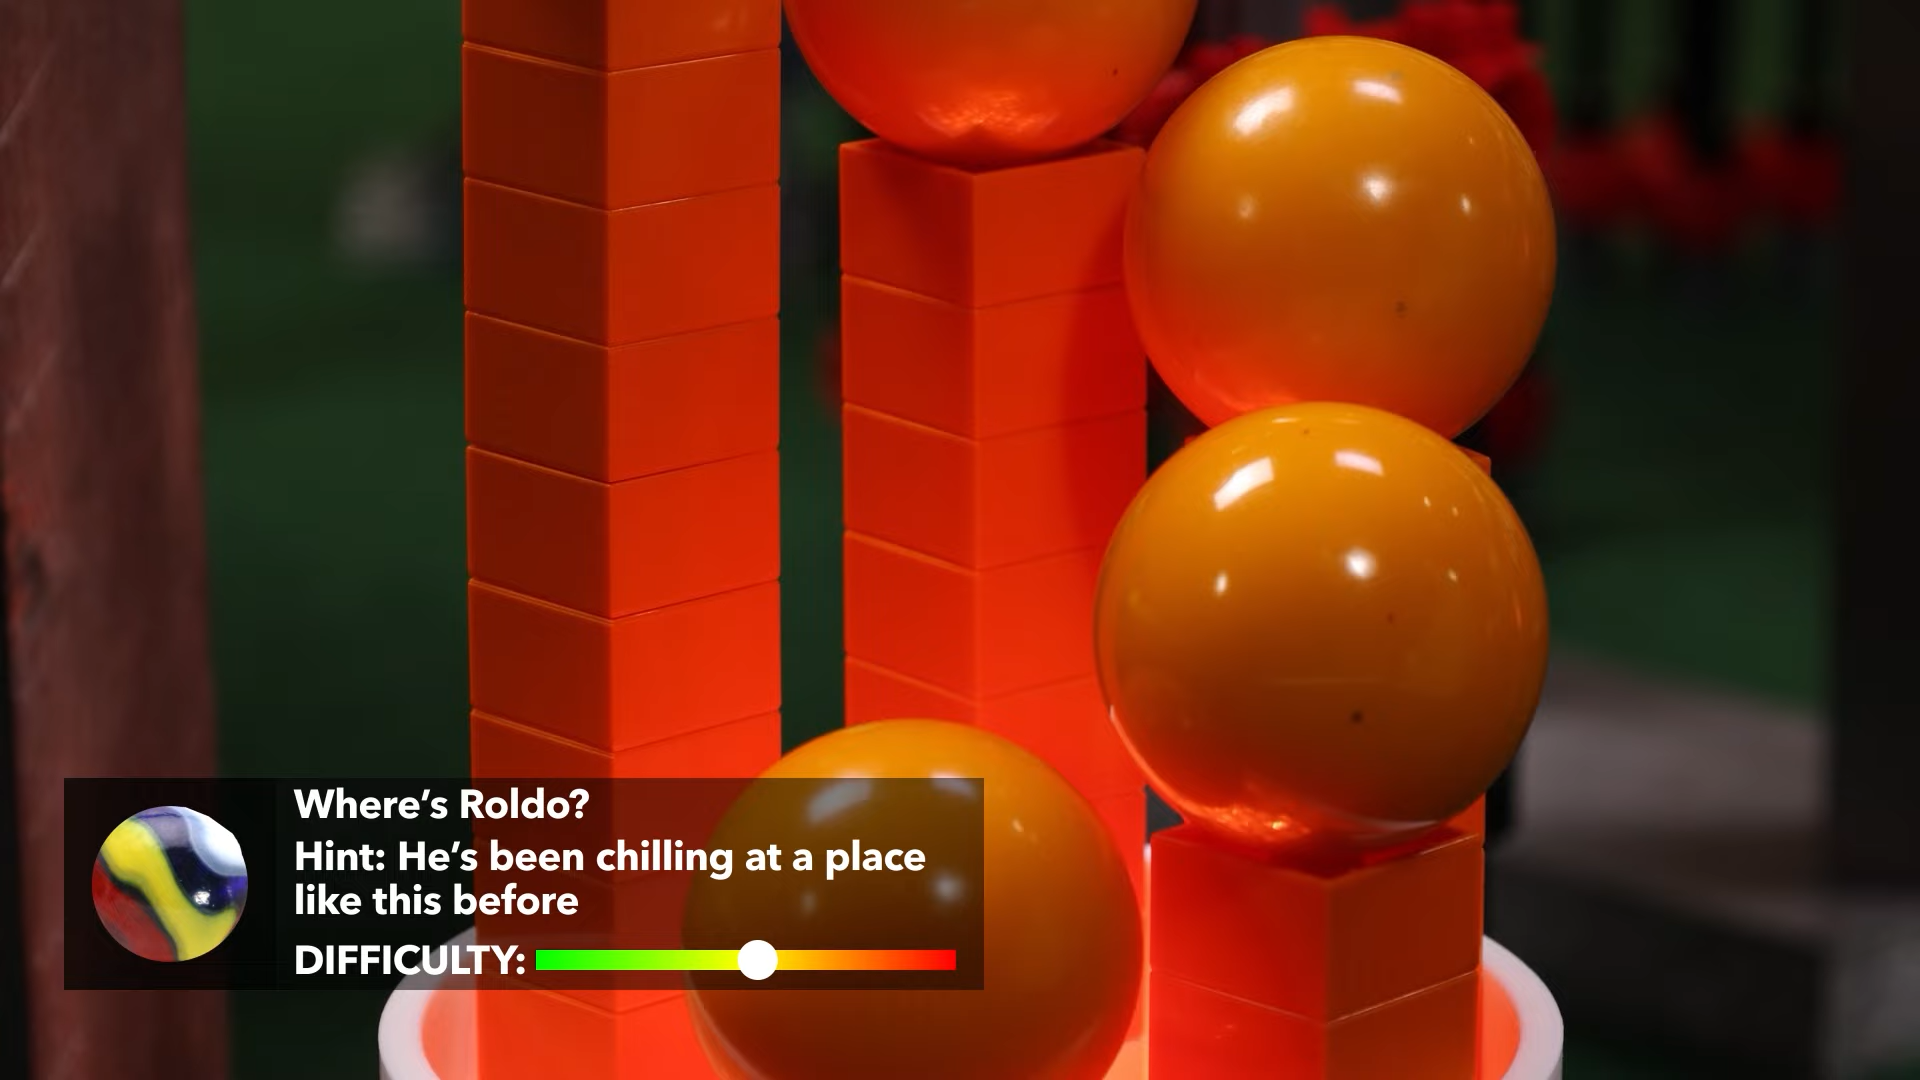 Where's Roldo?
Hint: He's been chilling at a place
like this before
DIFFICULTY: